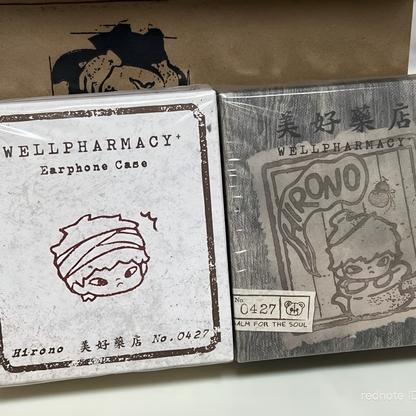 WELLPHARMACY+
Earphone Case
Hirono 美好藥店 No.0427
美好藥店
WELLPHARMACY
HIRONO
No.
0427
ALM FOR THE SOUL
rednote